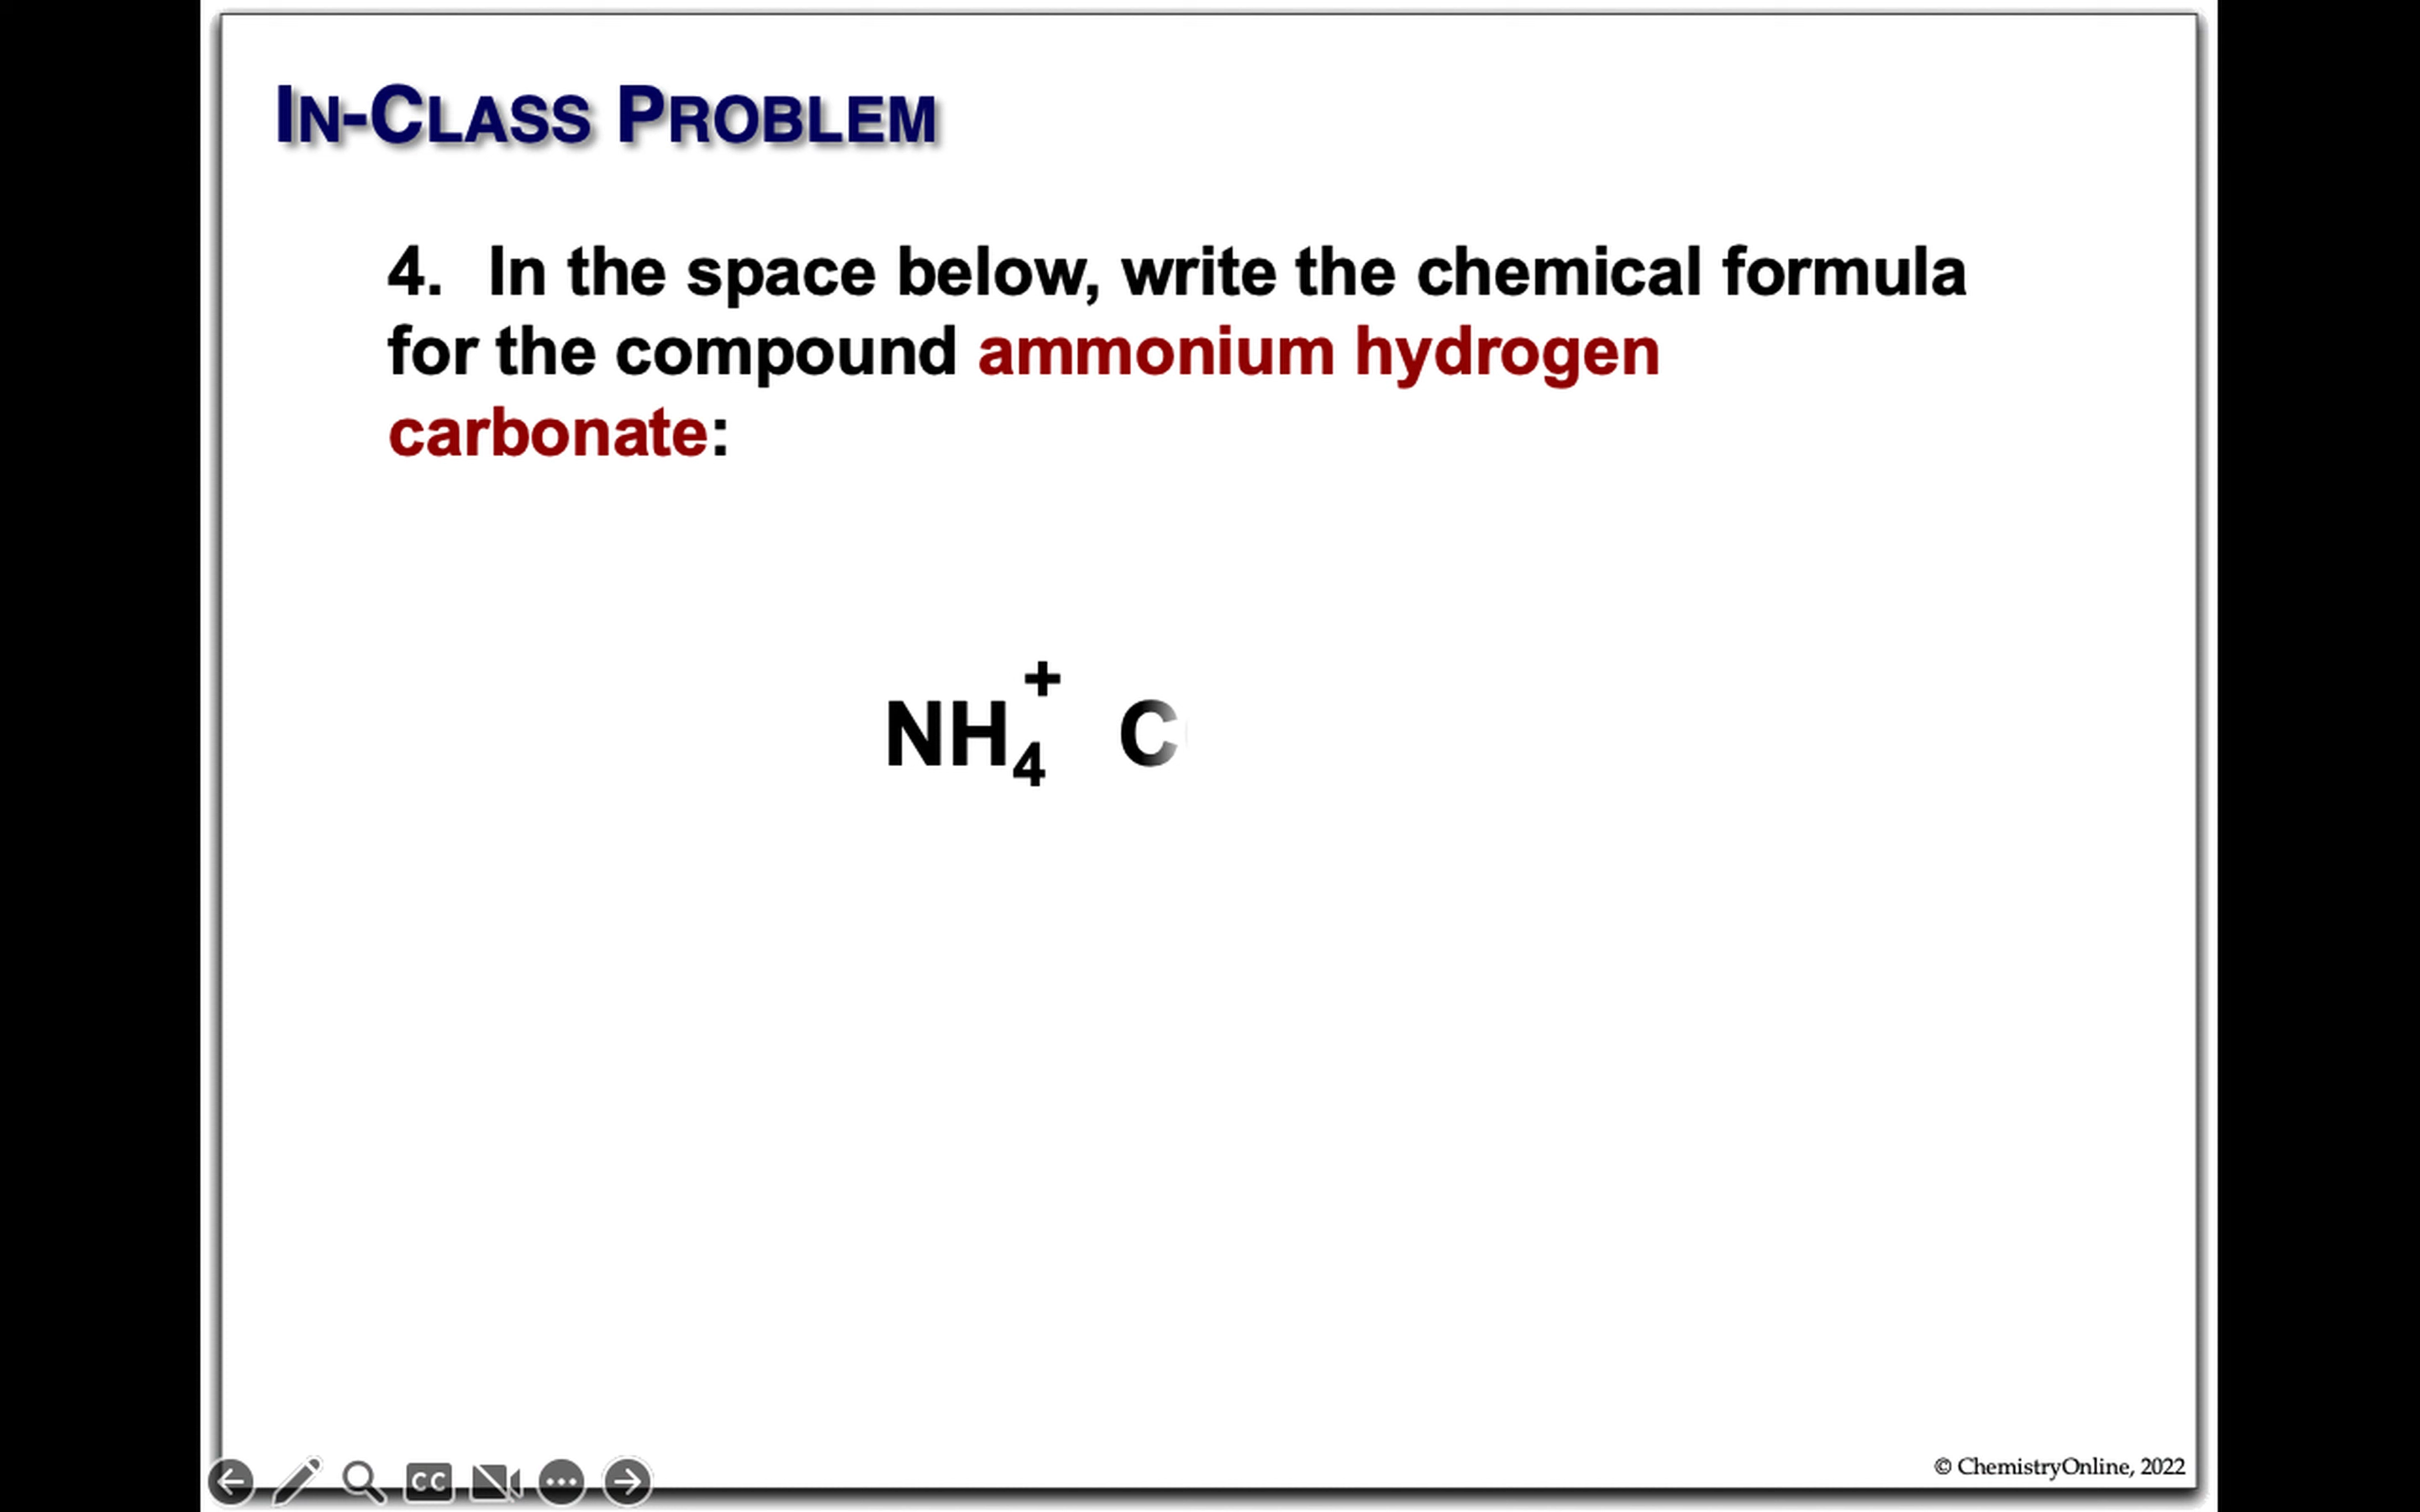 IN-CLASS PROBLEM
4. In the space below, write the chemical formula
for the compound ammonium hydrogen
carbonate:
NH₄⁺ C
CC
© ChemistryOnline, 2022